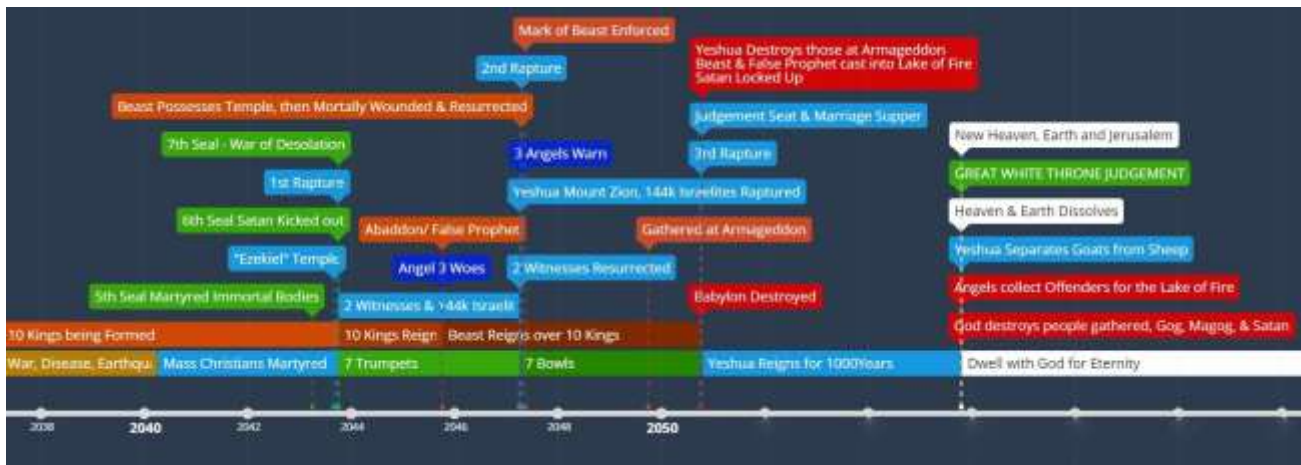 Mark of Beast Enforced
Yeshua Destroys those at Armageddon
Beast & False Prophet cast into Lake of Fire
Satan Locked Up
2nd Rapture
Beast Possesses Temple, then Mortally Wounded & Resurrected
Judgement Seat & Marriage Supper
7th Seal - War of Desolation
3 Angels Warn
3rd Rapture
New Heaven, Earth and Jerusalem
1st Rapture
Yeshua Mount Zion, 144k Israelites Raptured
GREAT WHITE THRONE JUDGEMENT
6th Seal Satan Kicked out
Abaddon/ False Prophet
Gathered at Armageddon
Heaven & Earth Dissolves
"Ezekiel" Temple
Angel 3 Woes
2 Witnesses Resurrected
Yeshua Separates Goats from Sheep
5th Seal Martyred Immortal Bodies
2 Witnesses & 144k Israelit
Babylon Destroyed
Angels collect Offenders for the Lake of Fire
10 Kings being Formed
10 Kings Reign
Beast Reigns over 10 Kings
God destroys people gathered, Gog, Magog, & Satan
War, Disease, Earthqu
Mass Christians Martyred
7 Trumpets
7 Bowls
Yeshua Reigns for 1000Years
Dwell with God for Eternity
2038
2040
2042
2044
2046
2048
2050